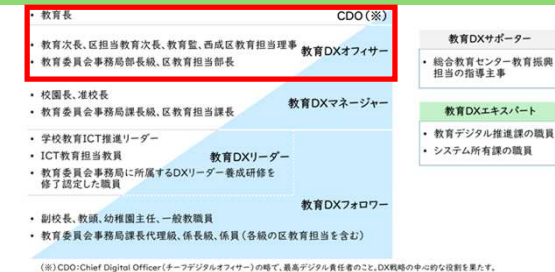 • 教育長
CDO(※)
• 教育次長、区担当教育次長、教育監、西成区教育担当理事
• 教育委員会事務局部長級、区教育担当部長
教育DXオフィサー
• 校園長、准校長
• 教育委員会事務局課長級、区教育担当課長
教育DXマネージャー
• 学校教育ICT推進リーダー
• ICT教育担当教員
• 教育委員会事務局に所属するDXリーダー養成研修を
修了認定した職員
教育DXリーダー
教育DXフォロワー
• 副校長、教頭、幼稚園主任、一般教職員
• 教育委員会事務局課長代理級、係長級、係員(各級の区教育担当を含む)
教育DXサポーター
• 総合教育センター教育振興
担当の指導主事
教育DXエキスパート
• 教育デジタル推進課の職員
• システム所有課の職員
(※)CDO:Chief Digital Officer(チーフデジタルオフィサー)の略で、最高デジタル責任者のこと。DX戦略の中心的な役割を果たす。